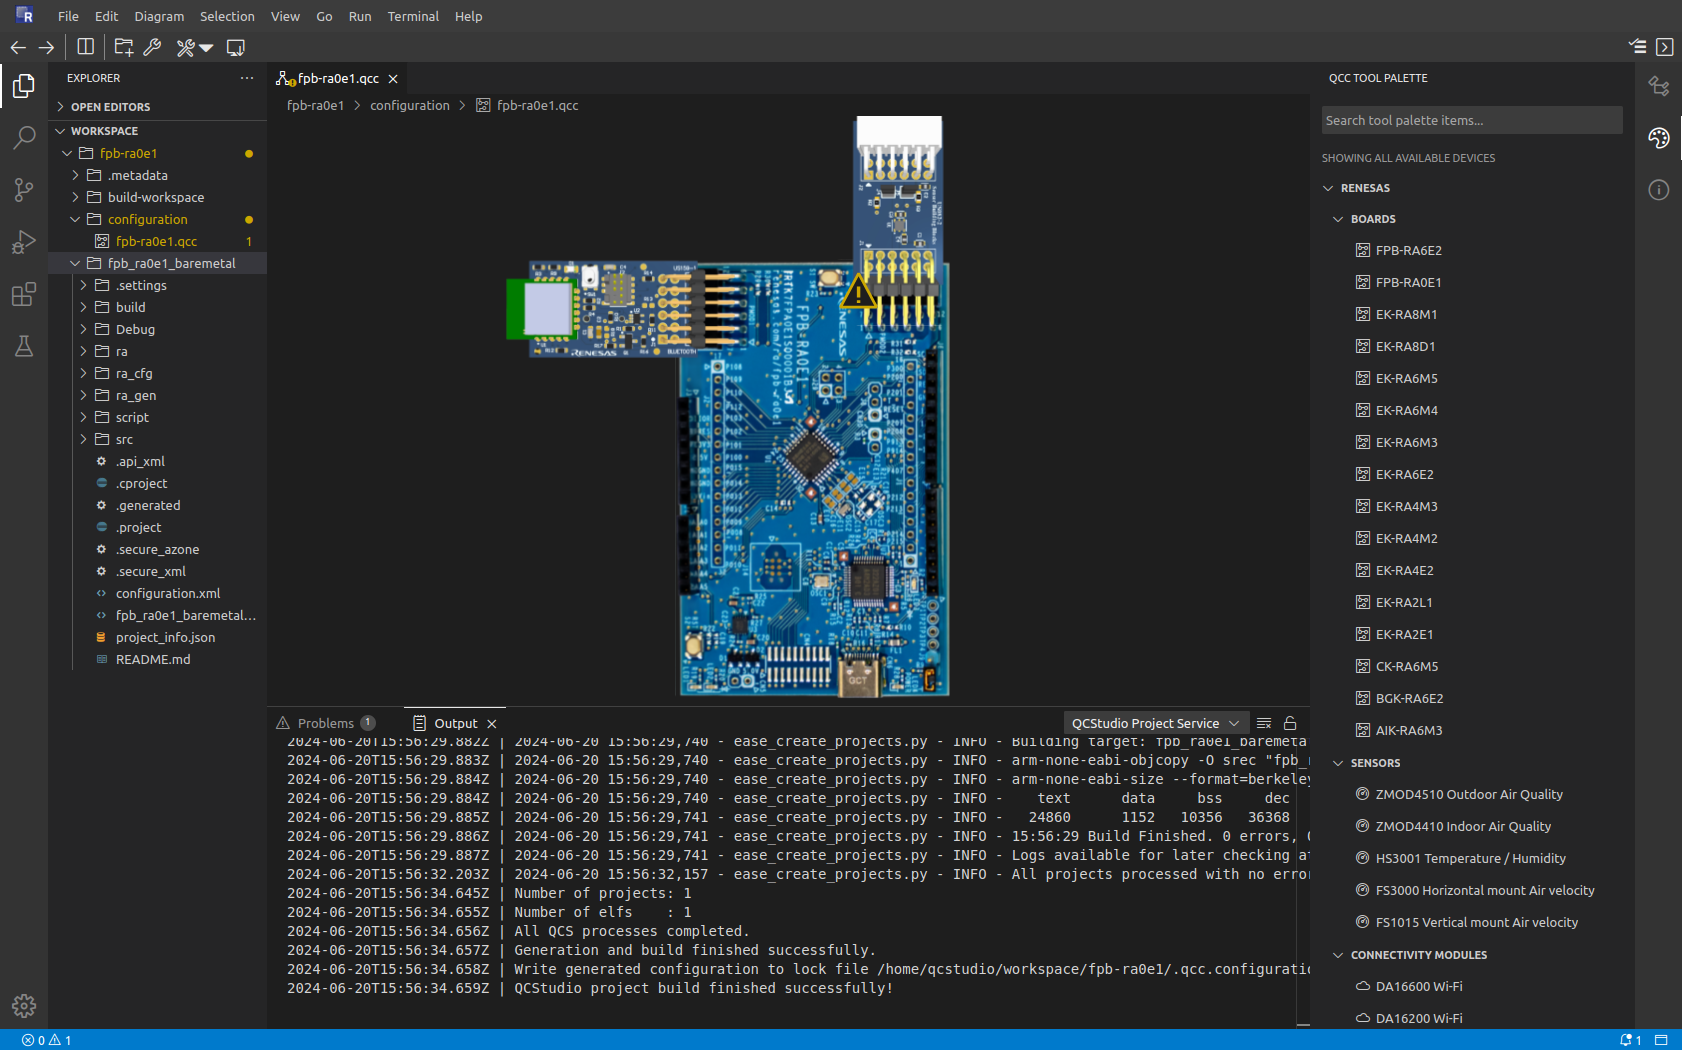 File Edit Diagram Selection View Go Run Terminal Help
EXPLORER
OPEN EDITORS
WORKSPACE
fpb-ra0e1
.metadata
build-workspace
configuration
fpb-ra0e1.qcc 1
fpb_ra0e1_baremetal
.settings
build
Debug
ra
ra_cfg
ra_gen
script
src
.api_xml
.cproject
.generated
.project
.secure_azone
.secure_xml
configuration.xml
fpb_ra0e1_baremetal...
project_info.json
README.md
fpb-ra0e1.qcc
fpb-ra0e1 > configuration > fpb-ra0e1.qcc
RENESAS
BLUETOOTH
FPB-RA0E1
GCT
Problems 1
Output
QCStudio Project Service
2024-06-20T15:56:29.882Z | 2024-06-20 15:56:29,740 - ease_create_projects.py - INFO - Building target: fpb_ra0e1_baremeta
2024-06-20T15:56:29.883Z | 2024-06-20 15:56:29,740 - ease_create_projects.py - INFO - arm-none-eabi-objcopy -O srec "fpb_
2024-06-20T15:56:29.884Z | 2024-06-20 15:56:29,740 - ease_create_projects.py - INFO - arm-none-eabi-size --format=berkeley
2024-06-20T15:56:29.884Z | 2024-06-20 15:56:29,740 - ease_create_projects.py - INFO - text data bss dec
2024-06-20T15:56:29.885Z | 2024-06-20 15:56:29,741 - ease_create_projects.py - INFO - 24860 1152 10356 36368
2024-06-20T15:56:29.886Z | 2024-06-20 15:56:29,741 - ease_create_projects.py - INFO - 15:56:29 Build Finished. 0 errors,
2024-06-20T15:56:29.887Z | 2024-06-20 15:56:29,741 - ease_create_projects.py - INFO - Logs available for later checking a
2024-06-20T15:56:32.203Z | 2024-06-20 15:56:32,157 - ease_create_projects.py - INFO - All projects processed with no error
2024-06-20T15:56:34.645Z | Number of projects: 1
2024-06-20T15:56:34.655Z | Number of elfs : 1
2024-06-20T15:56:34.656Z | All QCS processes completed.
2024-06-20T15:56:34.657Z | Generation and build finished successfully.
2024-06-20T15:56:34.658Z | Write generated configuration to lock file /home/qcstudio/workspace/fpb-ra0e1/.qcc.configurati
2024-06-20T15:56:34.659Z | QCStudio project build finished successfully!
QCC TOOL PALETTE
Search tool palette items...
SHOWING ALL AVAILABLE DEVICES
RENESAS
BOARDS
FPB-RA6E2
FPB-RA0E1
EK-RA8M1
EK-RA8D1
EK-RA6M5
EK-RA6M4
EK-RA6M3
EK-RA6E2
EK-RA4M3
EK-RA4M2
EK-RA4E2
EK-RA2L1
EK-RA2E1
CK-RA6M5
BGK-RA6E2
AIK-RA6M3
SENSORS
ZMOD4510 Outdoor Air Quality
ZMOD4410 Indoor Air Quality
HS3001 Temperature / Humidity
FS3000 Horizontal mount Air velocity
FS1015 Vertical mount Air velocity
CONNECTIVITY MODULES
DA16600 Wi-Fi
DA16200 Wi-Fi
0 1
1